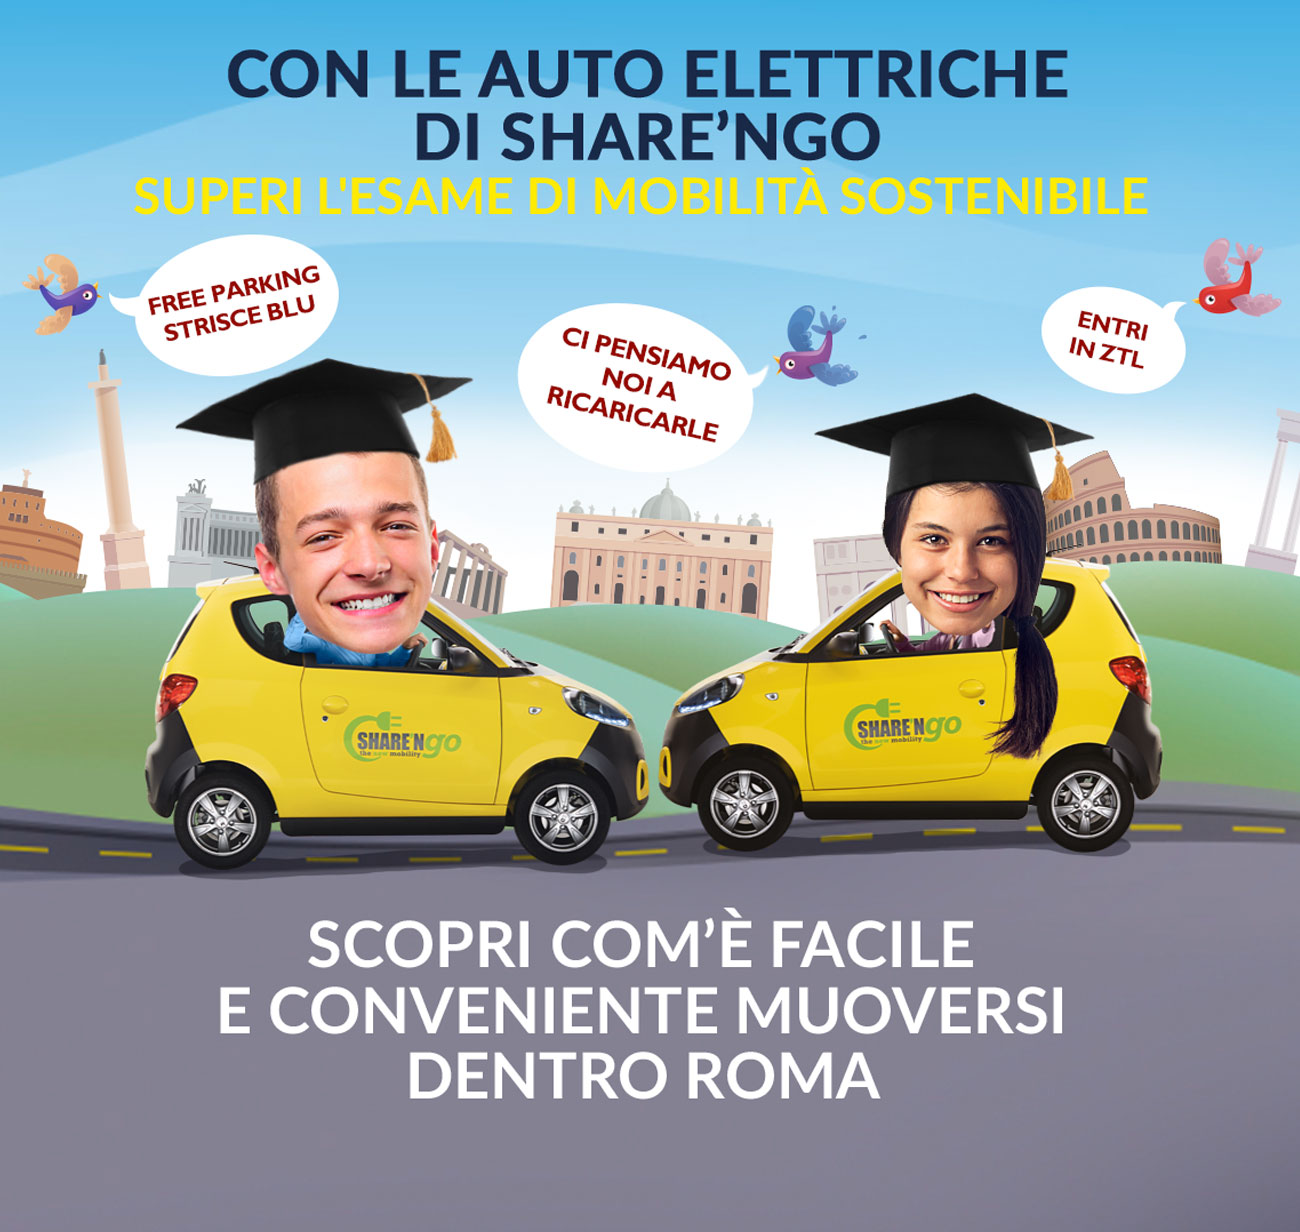 CON LE AUTO ELETTRICHE
DI SHARE’NGO
SUPERI L'ESAME DI MOBILITÀ SOSTENIBILE
FREE PARKING
STRISCE BLU
CI PENSIAMO
NOI A
RICARICARLE
ENTRI
IN ZTL
SHARE'Ngo
the new mobility
SHARE'Ngo
the new mobility
SCOPRI COM’È FACILE
E CONVENIENTE MUOVERSI
DENTRO ROMA